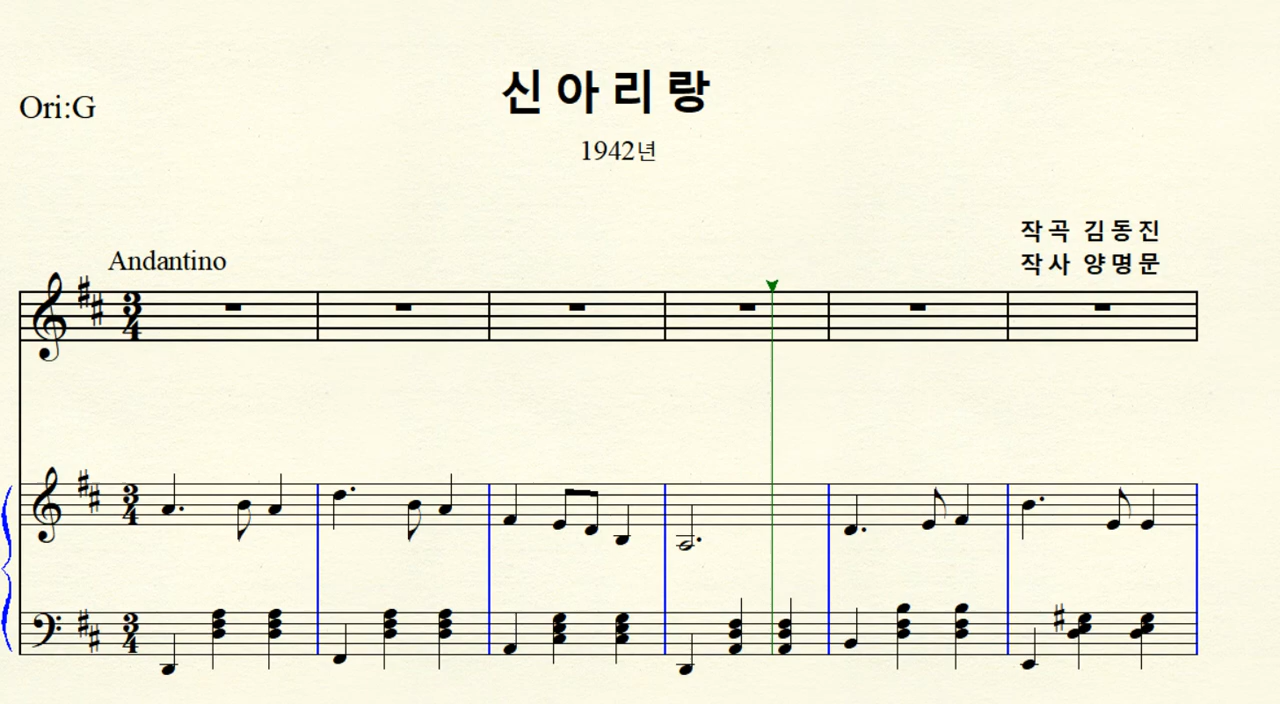 신아리랑
Ori:G
1942년
작곡 김동진
Andantino
작사 양명문